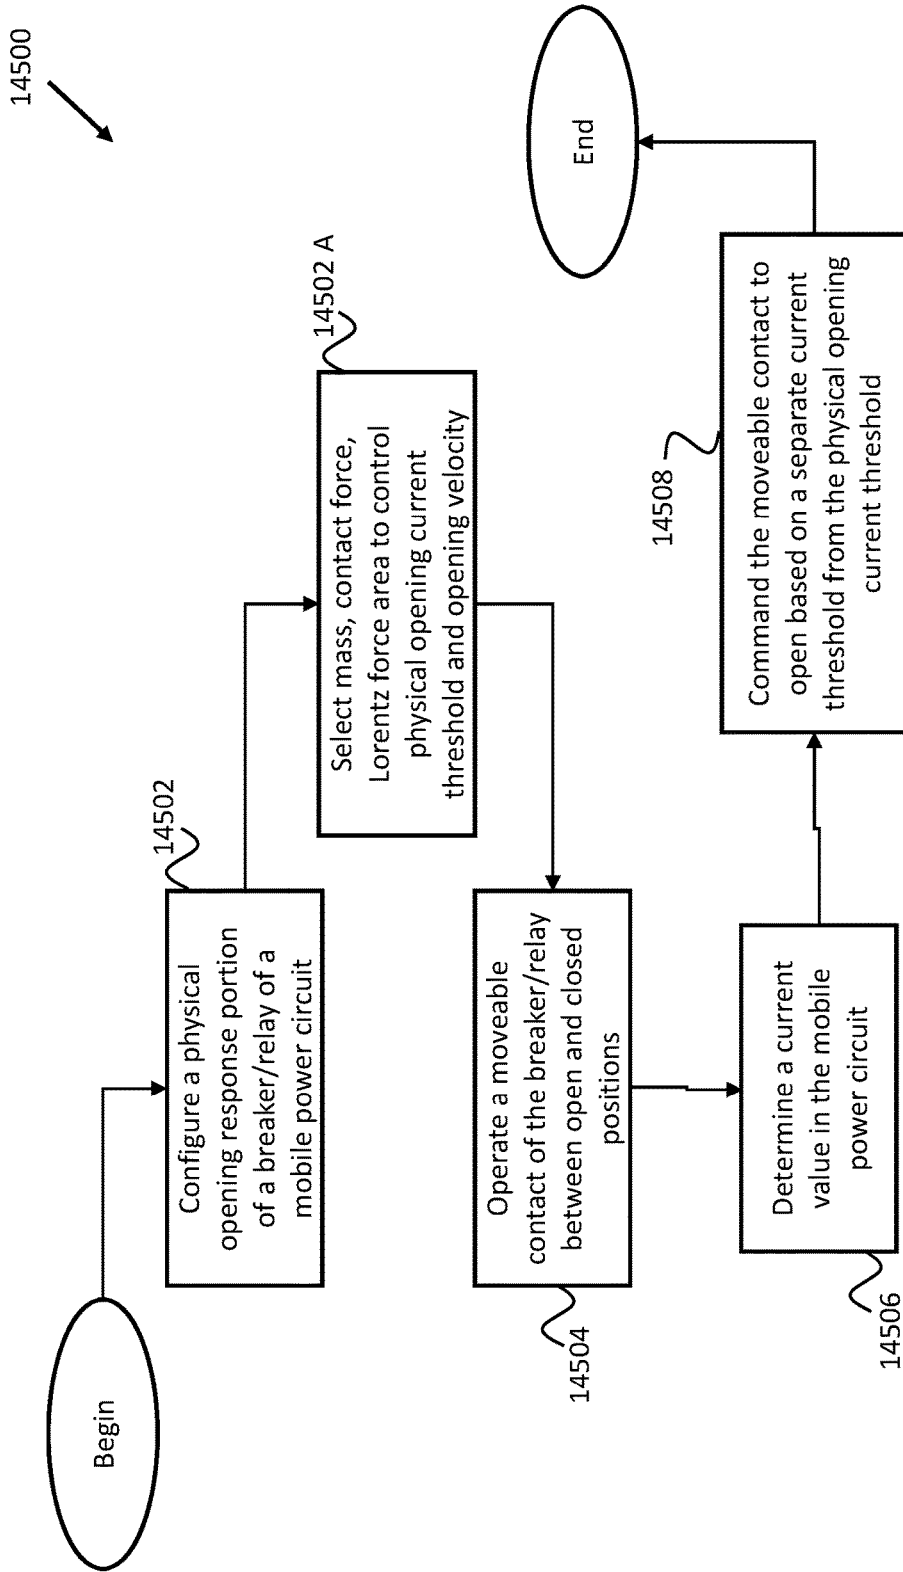 14500
Begin
14502
Configure a physical
opening response portion
of a breaker/relay of a
mobile power circuit
14502 A
Select mass, contact force,
Lorentz force area to control
physical opening current
threshold and opening velocity
14504
Operate a moveable
contact of the breaker/relay
between open and closed
positions
14506
Determine a current
value in the mobile
power circuit
14508
Command the moveable contact to
open based on a separate current
threshold from the physical opening
current threshold
End